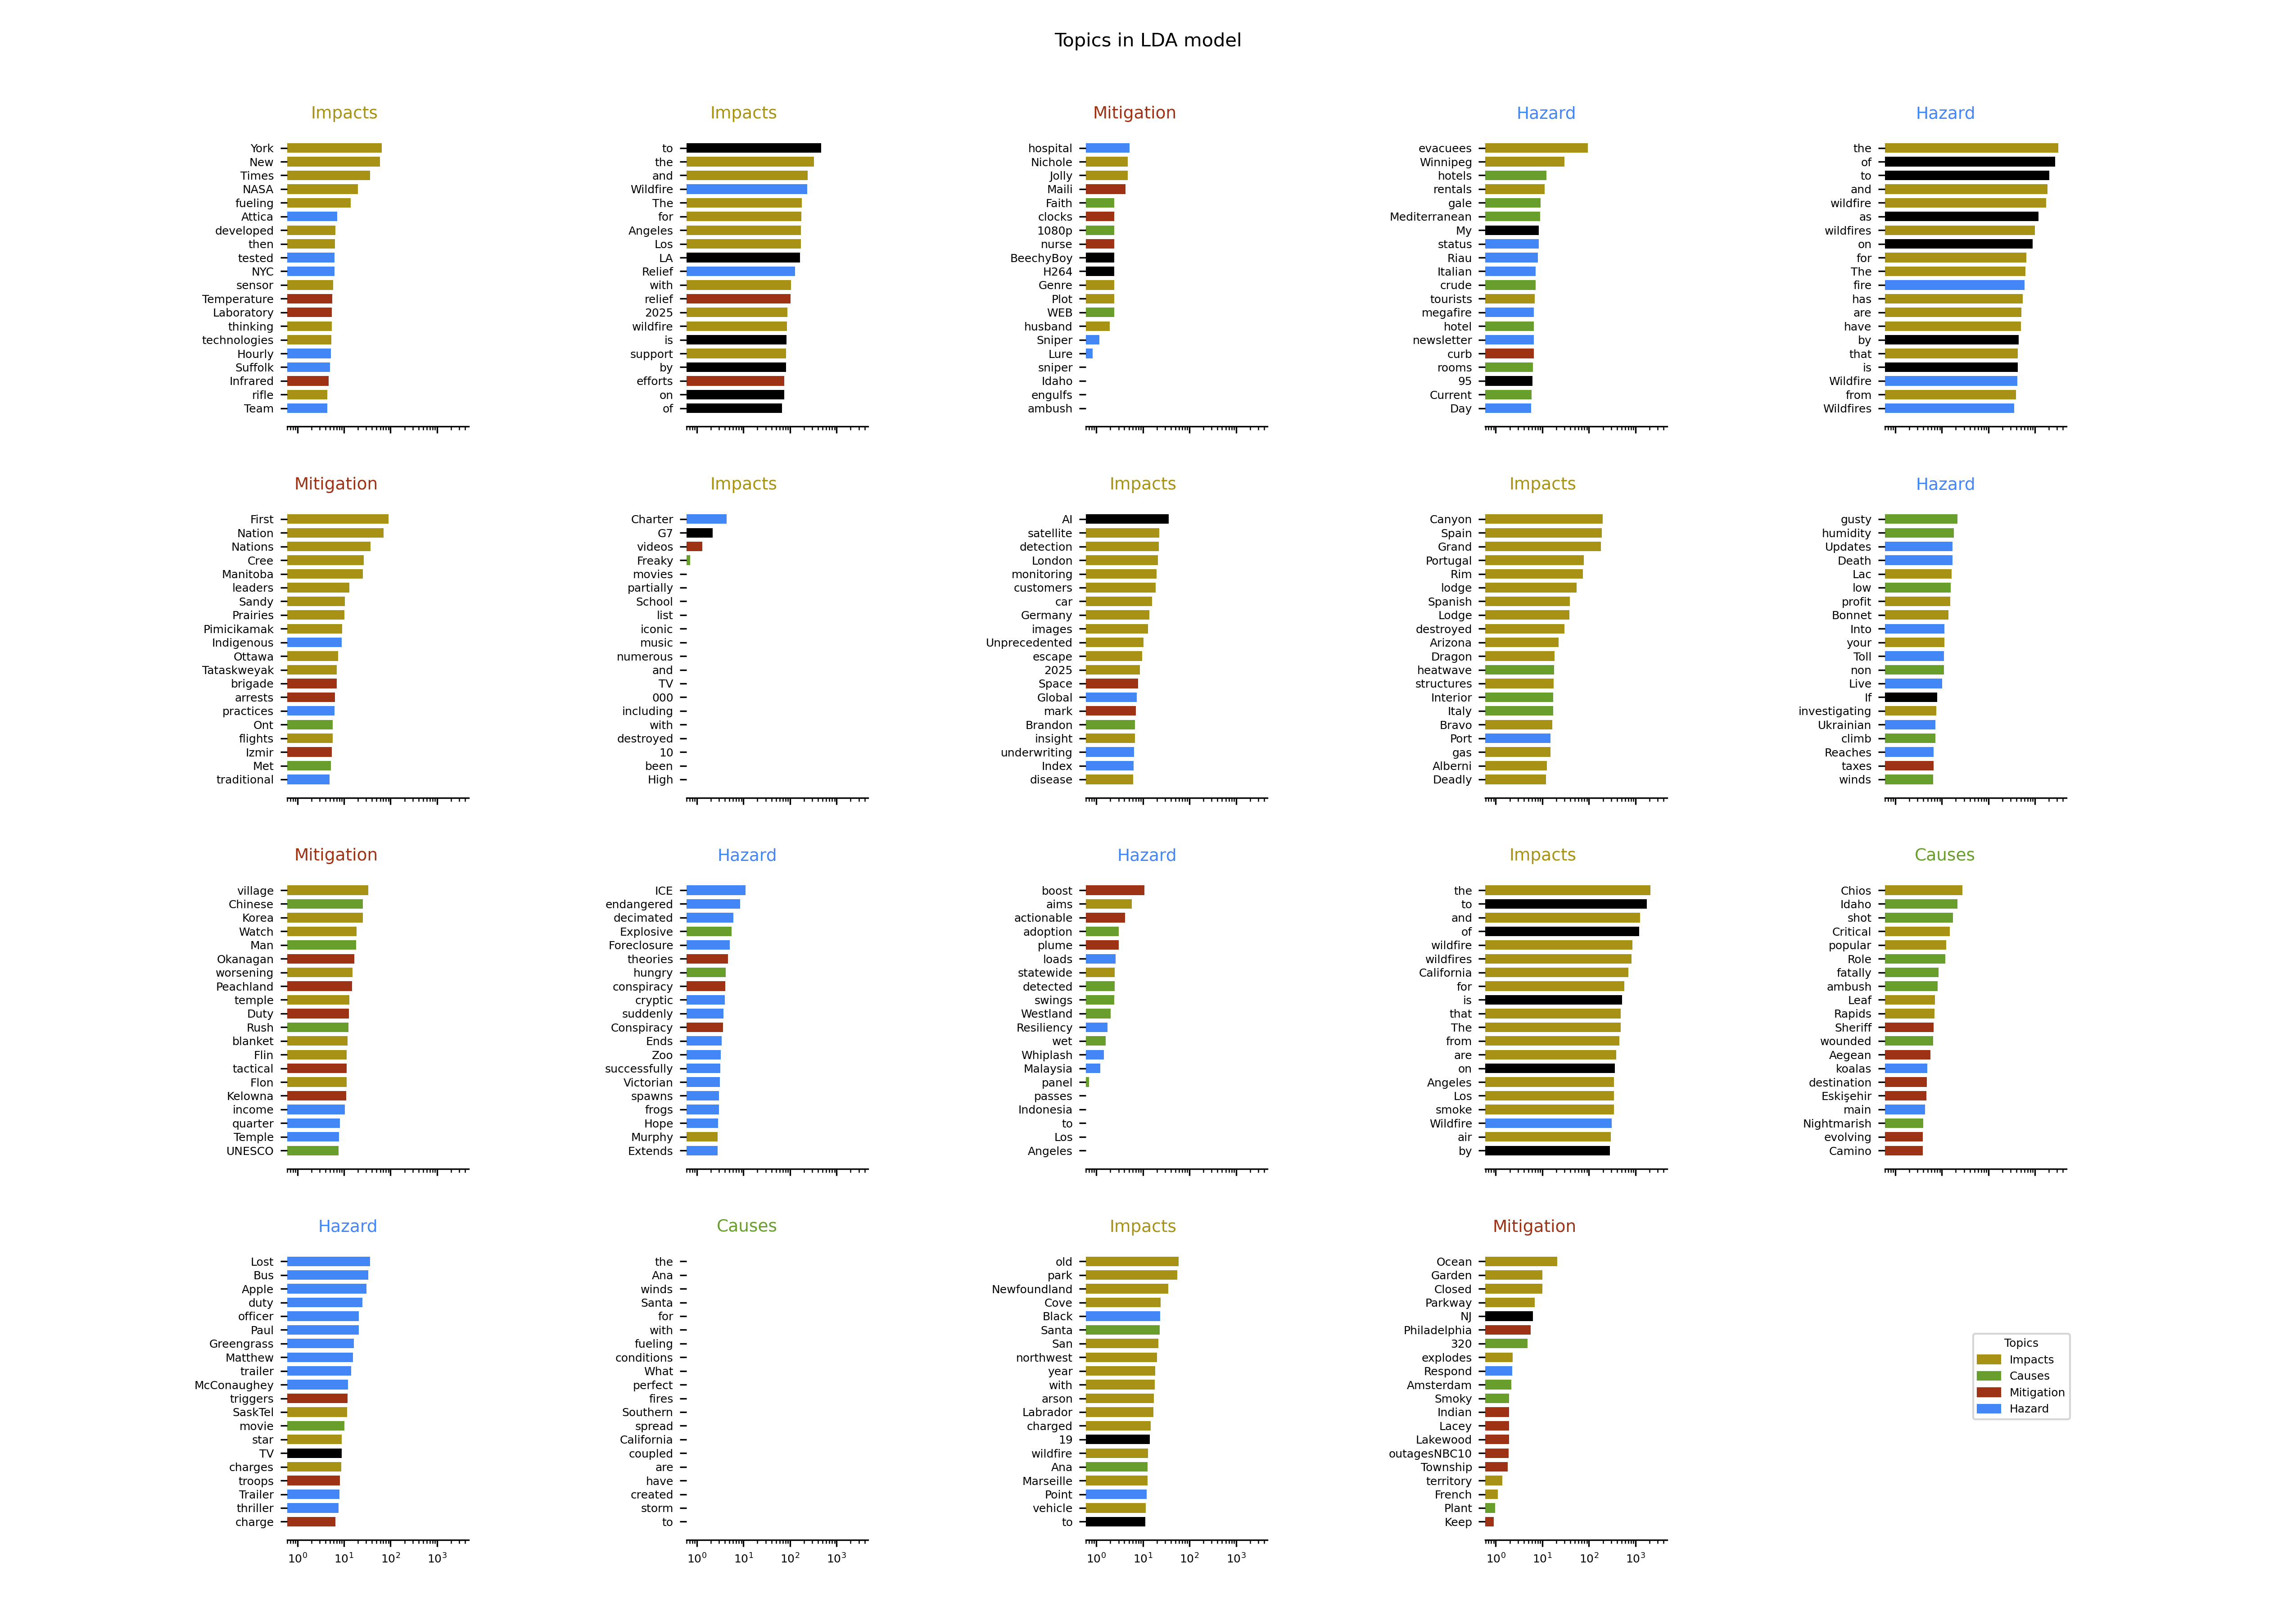 Topics in LDA model
Impacts
York
New
Times
NASA
fueling
Attica
developed
then
tested
NYC
sensor
Temperature
Laboratory
thinking
technologies
Hourly
Suffolk
Infrared
rifle
Team
Impacts
to
the
and
Wildfire
The
for
Angeles
Los
LA
Relief
with
relief
2025
wildfire
is
support
by
efforts
on
of
Mitigation
hospital
Nichole
Jolly
Maili
Faith
clocks
1080p
nurse
BeechyBoy
H264
Genre
Plot
WEB
husband
Sniper
Lure
sniper
Idaho
engulfs
ambush
Hazard
evacuees
Winnipeg
hotels
rentals
gale
Mediterranean
My
status
Riau
Italian
crude
tourists
megafire
hotel
newsletter
curb
rooms
95
Current
Day
Hazard
the
of
to
and
wildfire
as
wildfires
on
for
The
fire
has
are
have
by
that
is
Wildfire
from
Wildfires
Mitigation
First
Nation
Nations
Cree
Manitoba
leaders
Sandy
Prairies
Pimicikamak
Indigenous
Ottawa
Tataskweyak
brigade
arrests
practices
Ont
flights
Izmir
Met
traditional
Impacts
Charter
G7
videos
Freaky
movies
partially
School
list
iconic
music
numerous
and
TV
000
including
with
destroyed
10
been
High
Impacts
AI
satellite
detection
London
monitoring
customers
car
Germany
images
Unprecedented
escape
2025
Space
Global
mark
Brandon
insight
underwriting
Index
disease
Impacts
Canyon
Spain
Grand
Portugal
Rim
lodge
Spanish
Lodge
destroyed
Arizona
Dragon
heatwave
structures
Interior
Italy
Bravo
Port
gas
Alberni
Deadly
Hazard
gusty
humidity
Updates
Death
Lac
low
profit
Bonnet
Into
your
Toll
non
Live
If
investigating
Ukrainian
climb
Reaches
taxes
winds
Mitigation
village
Chinese
Korea
Watch
Man
Okanagan
worsening
Peachland
temple
Duty
Rush
blanket
Flin
tactical
Flon
Kelowna
income
quarter
Temple
UNESCO
Hazard
ICE
endangered
decimated
Explosive
Foreclosure
theories
hungry
conspiracy
cryptic
suddenly
Conspiracy
Ends
Zoo
successfully
Victorian
spawns
frogs
Hope
Murphy
Extends
Hazard
boost
aims
actionable
adoption
plume
loads
statewide
detected
swings
Westland
Resiliency
wet
Whiplash
Malaysia
panel
passes
Indonesia
to
Los
Angeles
Impacts
the
to
and
of
wildfire
wildfires
California
for
is
that
The
from
are
on
Angeles
Los
smoke
Wildfire
air
by
Causes
Chios
Idaho
shot
Critical
popular
Role
fatally
ambush
Leaf
Rapids
Sheriff
wounded
Aegean
koalas
destination
Eskişehir
main
Nightmarish
evolving
Camino
Hazard
Lost
Bus
Apple
duty
officer
Paul
Greengrass
Matthew
trailer
McConaughey
triggers
SaskTel
movie
star
TV
charges
troops
Trailer
thriller
charge
10⁰ 10¹ 10² 10³
Causes
the
Ana
winds
Santa
for
with
fueling
conditions
What
perfect
fires
Southern
spread
California
coupled
are
have
created
storm
to
10⁰ 10¹ 10² 10³
Impacts
old
park
Newfoundland
Cove
Black
Santa
San
northwest
year
with
arson
Labrador
charged
19
wildfire
Ana
Marseille
Point
vehicle
to
10⁰ 10¹ 10² 10³
Mitigation
Ocean
Garden
Closed
Parkway
NJ
Philadelphia
320
explodes
Respond
Amsterdam
Smoky
Indian
Lacey
Lakewood
outagesNBC10
Township
territory
French
Plant
Keep
10⁰ 10¹ 10² 10³
Topics
Impacts
Causes
Mitigation
Hazard